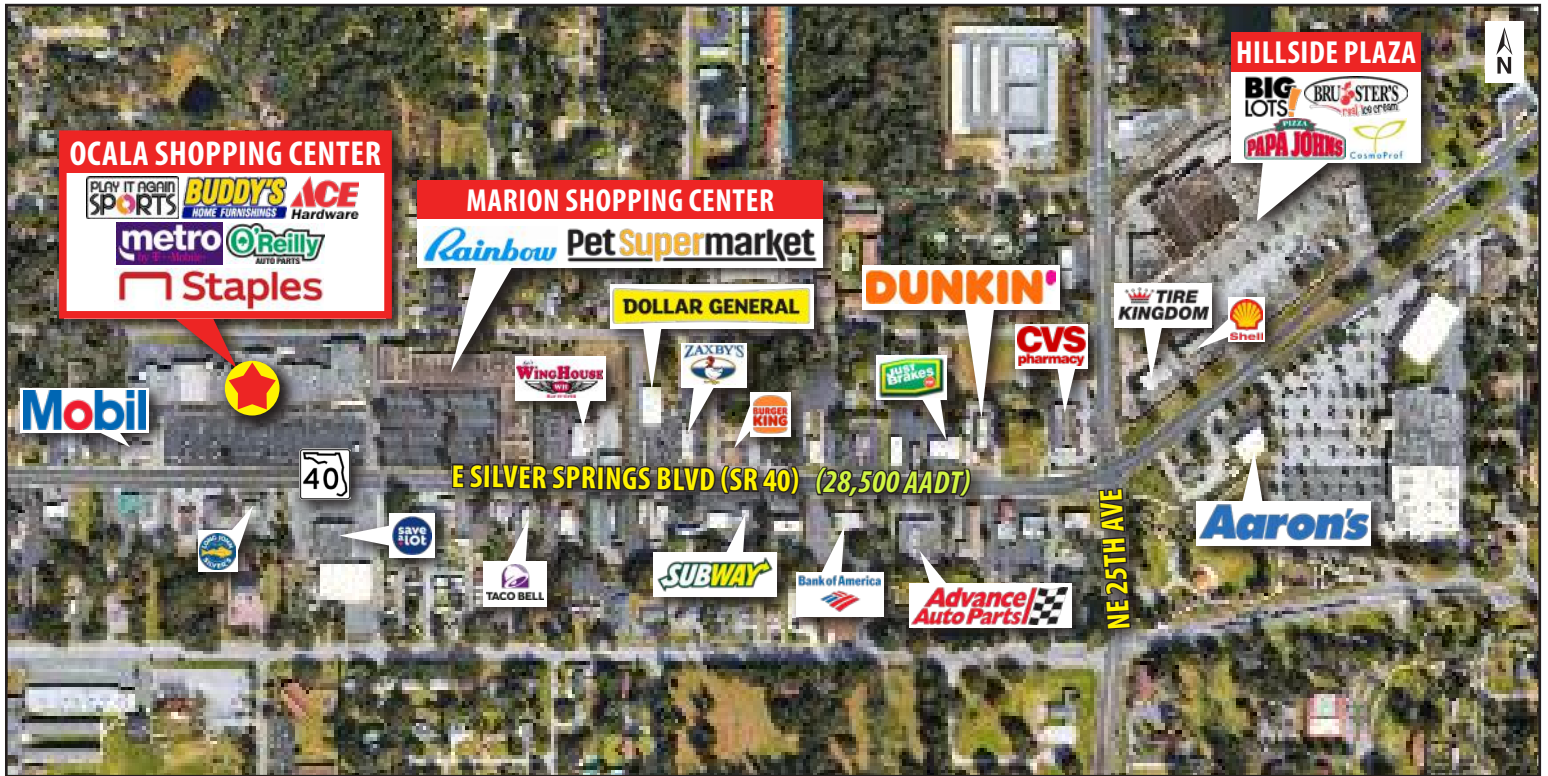 HILLSIDE PLAZA
BIG
LOTS!
BRUSTER'S
real ice cream
PIZZA
PAPA JOHNS
CosmoProf
N
OCALA SHOPPING CENTER
PLAY IT AGAIN
SPORTS
BUDDY'S
HOME FURNISHINGS
ACE
Hardware
metro
by T-Mobile
O'Reilly
AUTO PARTS
Staples
MARION SHOPPING CENTER
Rainbow
Pet Supermarket
DOLLAR GENERAL
DUNKIN'
TIRE
KINGDOM
Shell
CVS
pharmacy
ZAXBY'S
WINGHOUSE
WH
JUST
Brakes
BURGER
KING
Mobil
40
E SILVER SPRINGS BLVD (SR 40) (28,500 AADT)
NE 25TH AVE
Aaron's
LONG JOHN
SILVER'S
save
a lot
TACO BELL
SUBWAY
Bank of America
Advance
Auto Parts